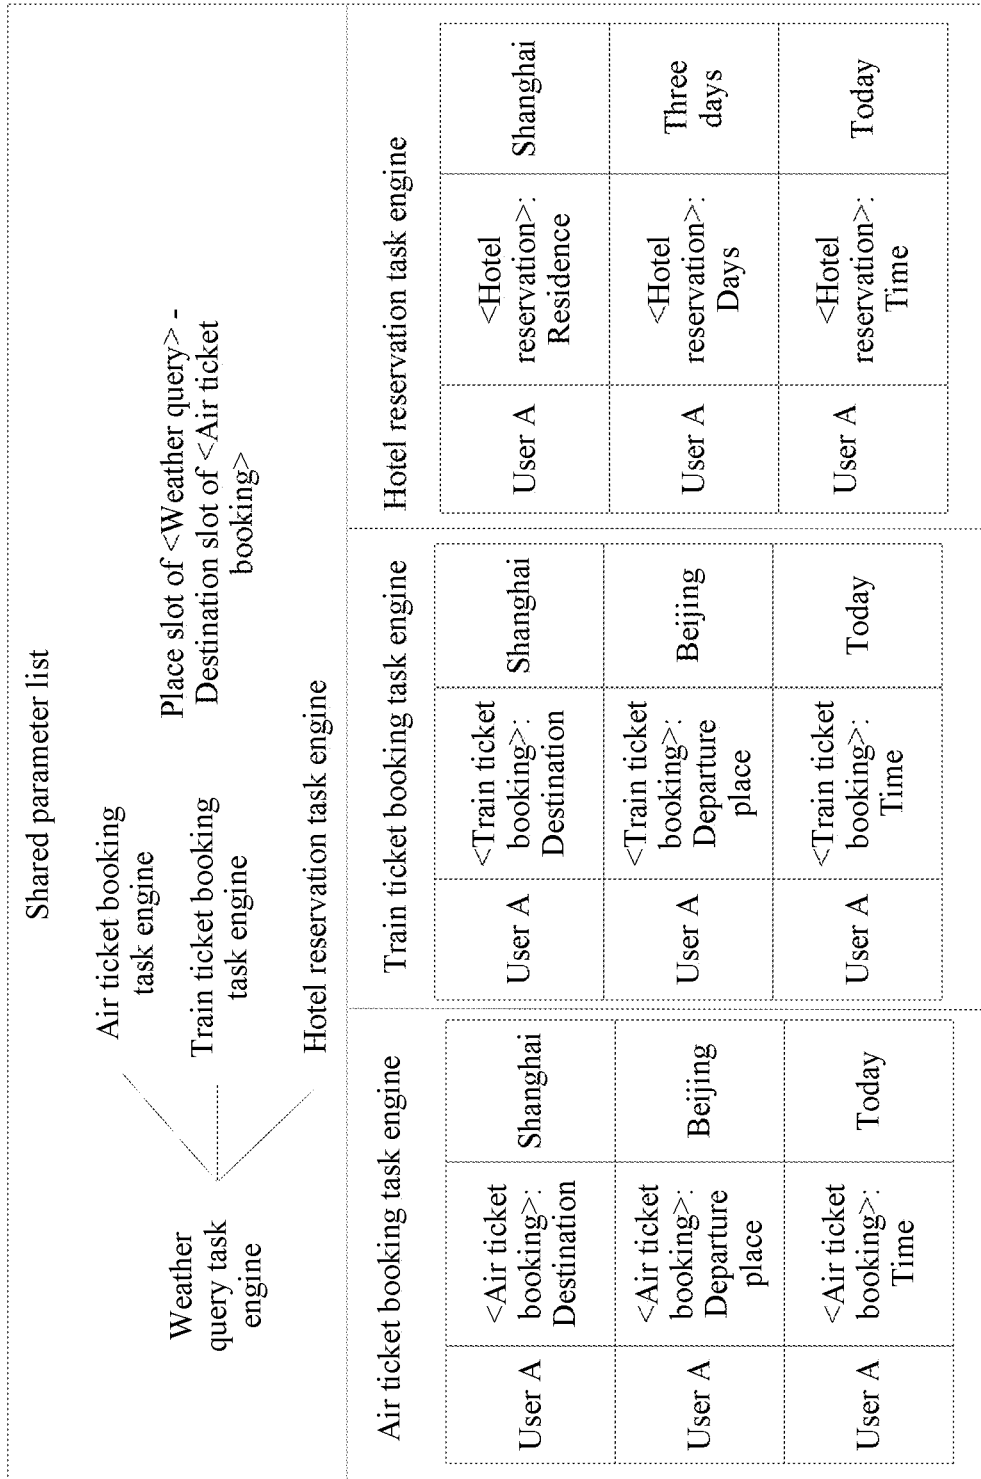 Shared parameter list
Weather
query task
engine
Air ticket booking
task engine
Train ticket booking
task engine
Hotel reservation task engine
Place slot of <Weather query> -
Destination slot of <Air ticket
booking>
Air ticket booking task engine
User A
<Air ticket
booking>:
Destination
Shanghai
User A
<Air ticket
booking>:
Departure
place
Beijing
User A
<Air ticket
booking>:
Time
Today
Train ticket booking task engine
User A
<Train ticket
booking>:
Destination
Shanghai
User A
<Train ticket
booking>:
Departure
place
Beijing
User A
<Train ticket
booking>:
Time
Today
Hotel reservation task engine
User A
<Hotel
reservation>:
Residence
Shanghai
User A
<Hotel
reservation>:
Days
Three
days
User A
<Hotel
reservation>:
Time
Today